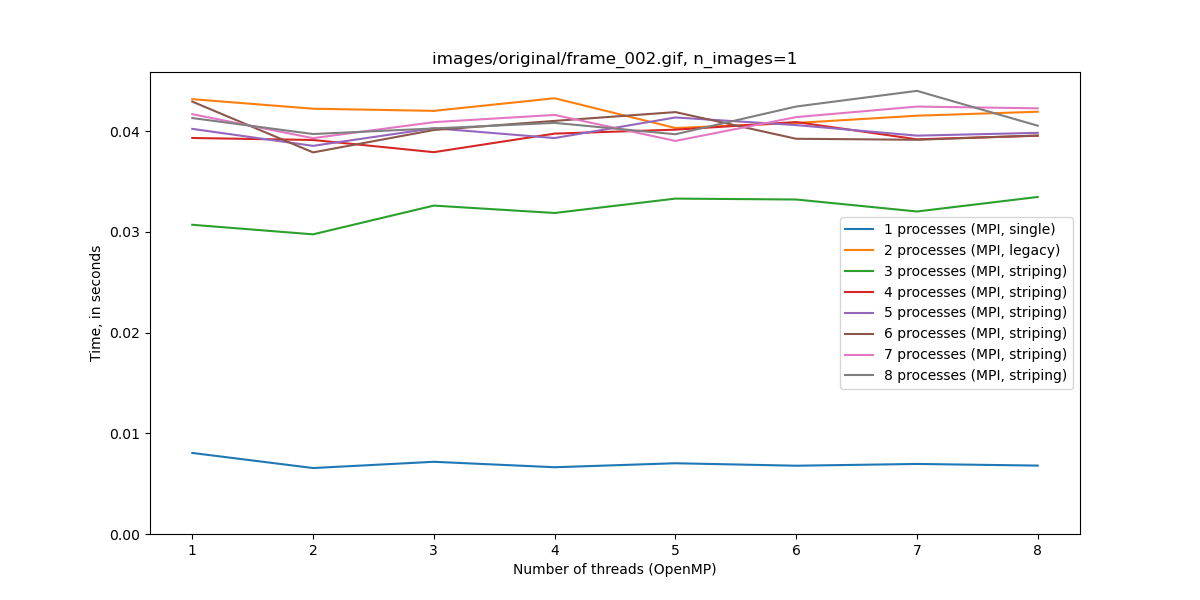 images/original/frame_002.gif, n_images=1
Time, in seconds
0.04
0.03
0.02
0.01
0.00
1 processes (MPI, single)
2 processes (MPI, legacy)
3 processes (MPI, striping)
4 processes (MPI, striping)
5 processes (MPI, striping)
6 processes (MPI, striping)
7 processes (MPI, striping)
8 processes (MPI, striping)
1 2 3 4 5 6 7 8
Number of threads (OpenMP)